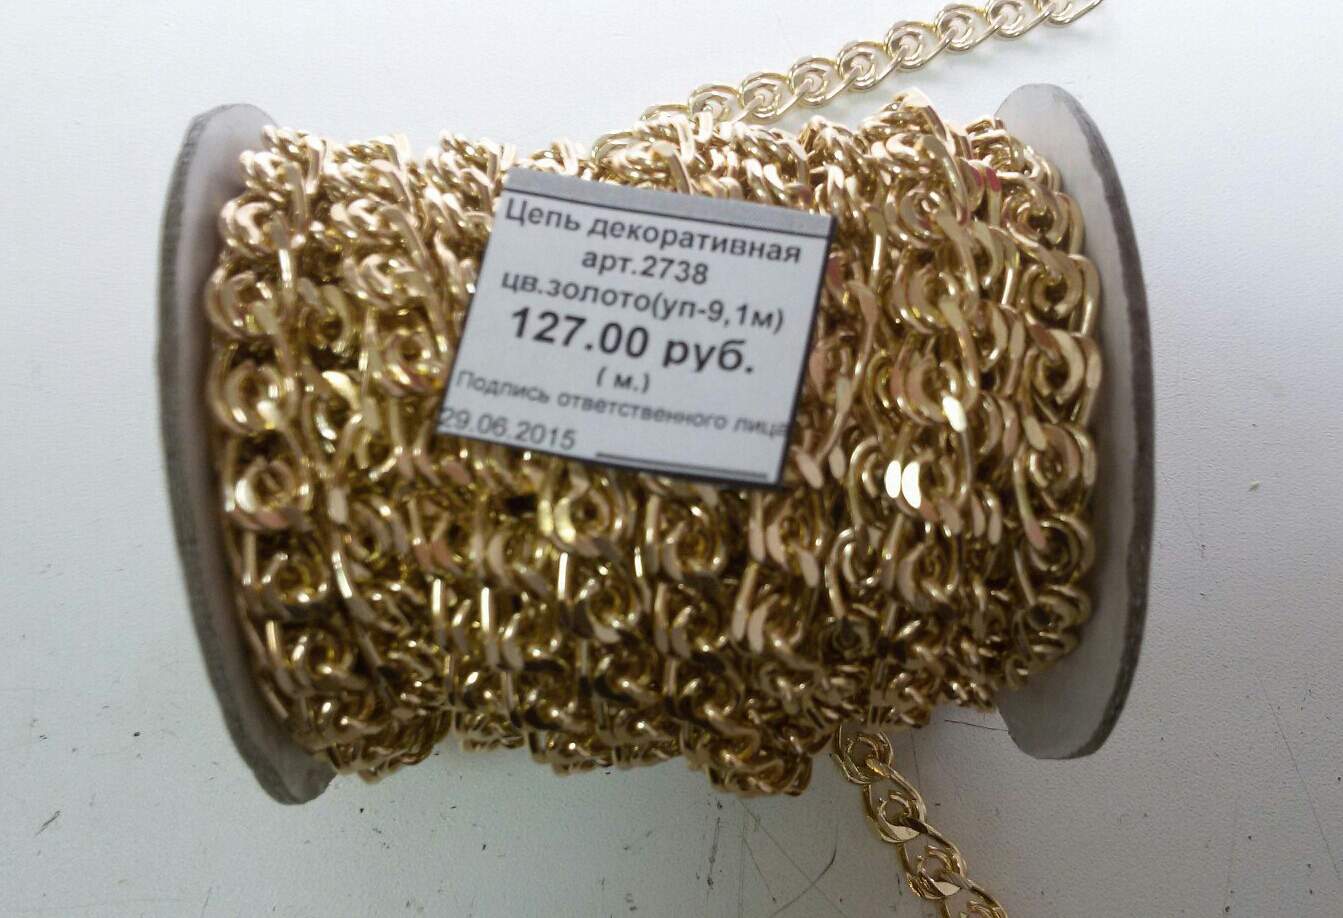 Цепь декоративная
арт.2738
цв.золото(уп-9,1м)
127.00 руб.
( м.)
Подпись ответственного лица
29.06.2015